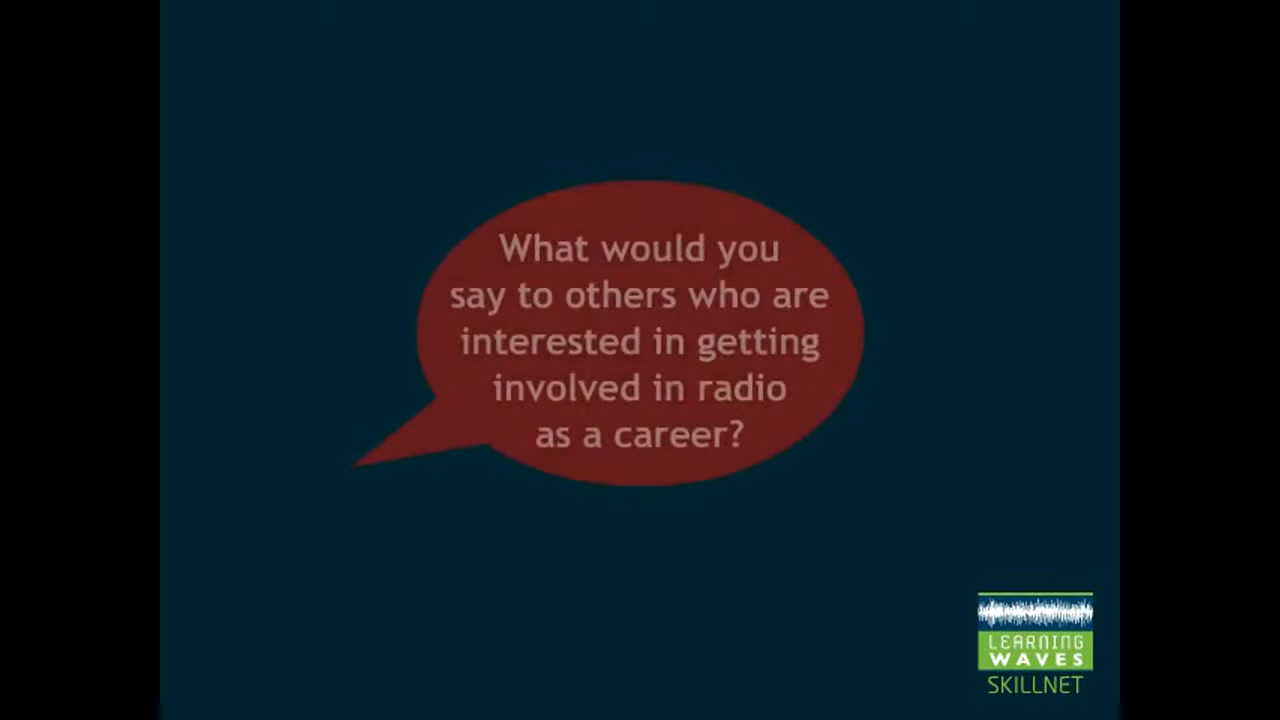 What would you
say to others who are
interested in getting
involved in radio
as a career?
LEARNING
WAVES
SKILLNET